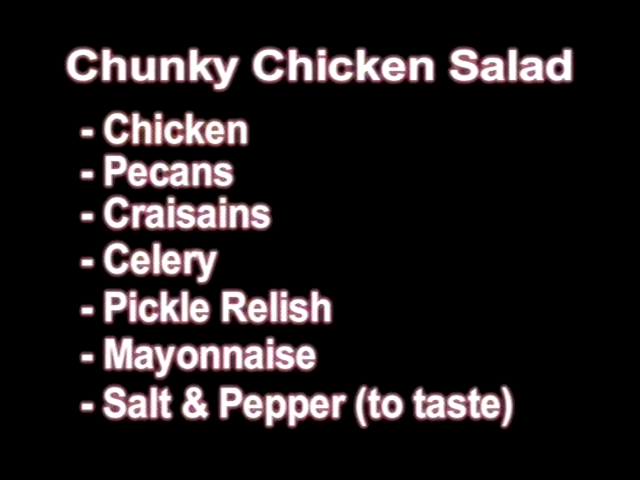 Chunky Chicken Salad
- Chicken
- Pecans
- Craisains
- Celery
- Pickle Relish
- Mayonnaise
- Salt & Pepper (to taste)